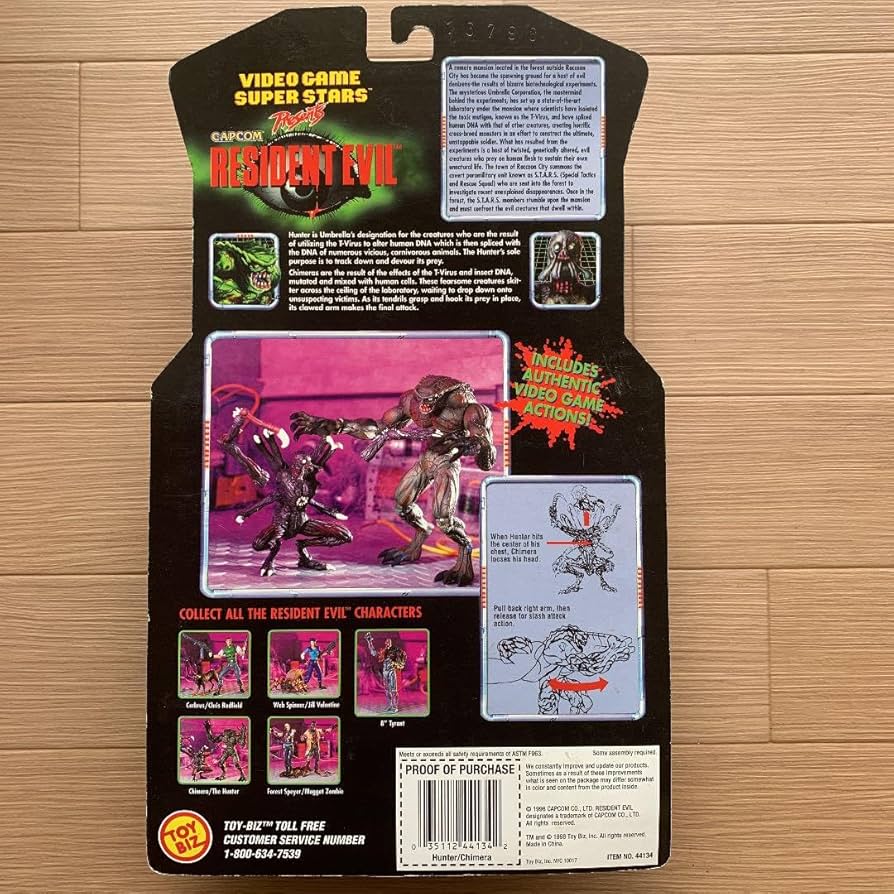 VIDEO GAME
SUPER STARS™
Presents
CAPCOM®
RESIDENT EVIL™
A remote mansion located in the forest outside Raccoon
City has become the spawning ground for a host of evil
denizens-the results of bizarre biotechnological experiments.
The mysterious Umbrella Corporation, the mastermind
behind the experiments, has set up a state-of-the-art
laboratory under the mansion where scientists have isolated
the toxic mutigen, known as the T-Virus, and have spliced
human DNA with that of other creatures, creating horrific
cross-breed monsters in an effort to construct the ultimate,
unstoppable soldier. What has resulted from the
experiments is a host of twisted, genetically altered, evil
creatures who prey on human flesh to sustain their own
unnatural life. The town of Raccoon City summons the
covert paramilitary unit known as S.T.A.R.S. (Special Tactics
and Rescue Squad) who are sent into the forest to
investigate recent unexplained disappearances. Once in the
forest, the S.T.A.R.S. members stumble upon the mansion
and must confront the evil creatures that dwell within.
Hunter is Umbrella's designation for the creatures who are the result
of utilizing the T-Virus to alter human DNA which is then spliced with
the DNA of numerous vicious, carnivorous animals. The Hunter's sole
purpose is to track down and devour its prey.
Chimeras are the result of the effects of the T-Virus and insect DNA,
mutated and mixed with human cells. These fearsome creatures skit-
ter across the ceiling of the laboratory, waiting to drop down onto
unsuspecting victims. As its tendrils grasp and hook its prey in place,
its clawed arm makes the final attack.
INCLUDES
AUTHENTIC
VIDEO GAME
ACTIONS!
When Hunter hits
the center of his
chest, Chimera
looses his head.
Pull back right arm, then
release for slash attack
action.
COLLECT ALL THE RESIDENT EVIL™ CHARACTERS
Cerbrus/Chris Redfield
Web Spinner/Jill Valentine
Tyrant
Chimera/The Hunter
Forest Speyer/Maggot Zombie
TOY BIZ
TOY-BIZ™ TOLL FREE
CUSTOMER SERVICE NUMBER
1-800-634-7539
Meets or exceeds all safety requirements of ASTM F963.
Some assembly required.
PROOF OF PURCHASE
0 35112 44134 2
Hunter/Chimera
We constantly improve and update our products.
Sometimes as a result of these improvements
what is seen on the package may differ somewhat
in color and content from the product inside.
© 1996 CAPCOM CO., LTD. RESIDENT EVIL
designates a trademark of CAPCOM CO., LTD.
All rights reserved.
TM and © 1998 Toy Biz, Inc. All rights reserved.
Made in China.
Toy Biz, Inc. NYC 10017
ITEM NO. 44134